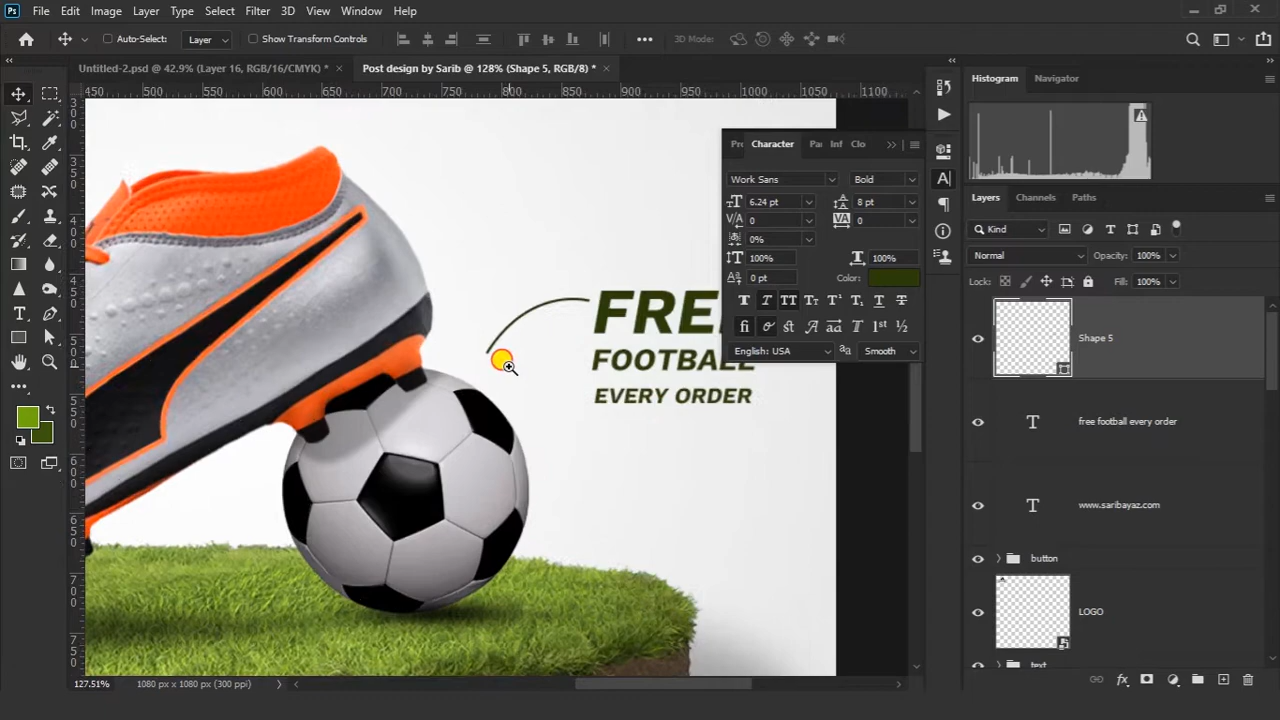 Ps File Edit Image Layer Type Select Filter 3D View Window Help
Auto-Select: Layer Show Transform Controls 3D Mode:
Untitled-2.psd @ 42.9% (Layer 16, RGB/16/CMYK) * Post design by Sarib @ 128% (Shape 5, RGB/8) *
450 500 550 600 650 700 750 800 850 900 950 1000 1050 1100
Character Inf Clo
Work Sans Bold
6.24 pt 8 pt
0 0
0%
100% 100%
0 pt Color:
English: USA Smooth
FREE
FOOTBALL
EVERY ORDER
Histogram Navigator
Layers Channels Paths
Kind
Normal Opacity: 100%
Lock: Fill: 100%
Shape 5
free football every order
www.saribayaz.com
button
LOGO
text
127.51% 1080 px x 1080 px (300 ppi)